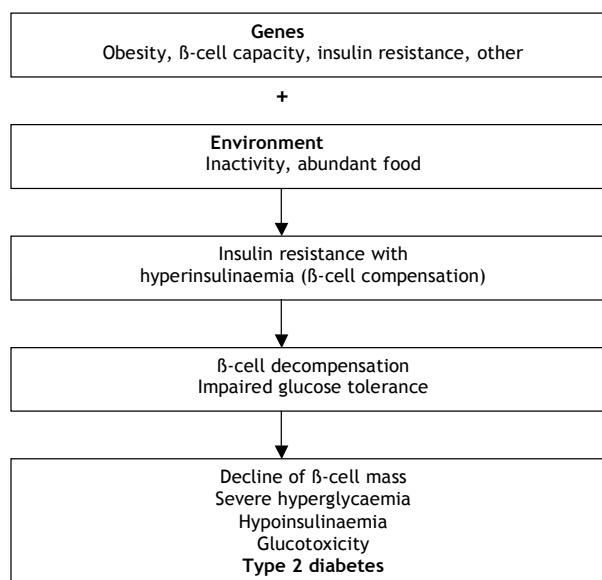 Genes
Obesity, ß-cell capacity, insulin resistance, other
+
Environment
Inactivity, abundant food
Insulin resistance with
hyperinsulinaemia (ß-cell compensation)
ß-cell decompensation
Impaired glucose tolerance
Decline of ß-cell mass
Severe hyperglycaemia
Hypoinsulinaemia
Glucotoxicity
Type 2 diabetes